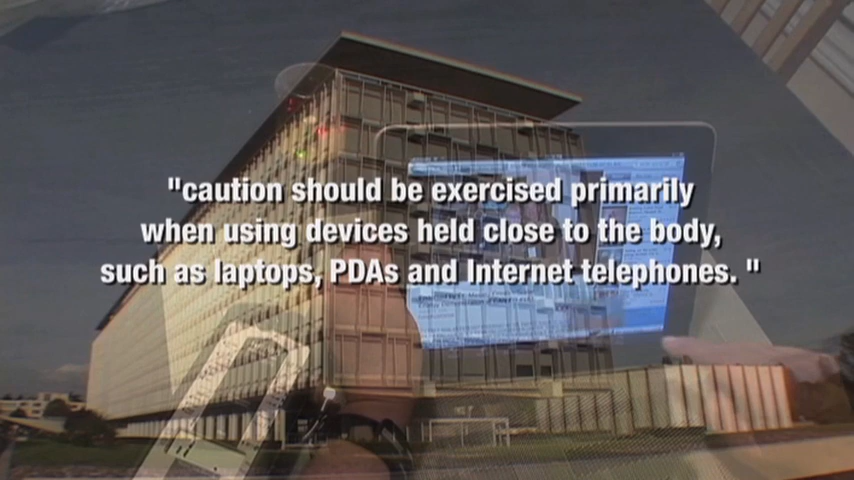 "caution should be exercised primarily
when using devices held close to the body,
such as laptops, PDAs and Internet telephones. "